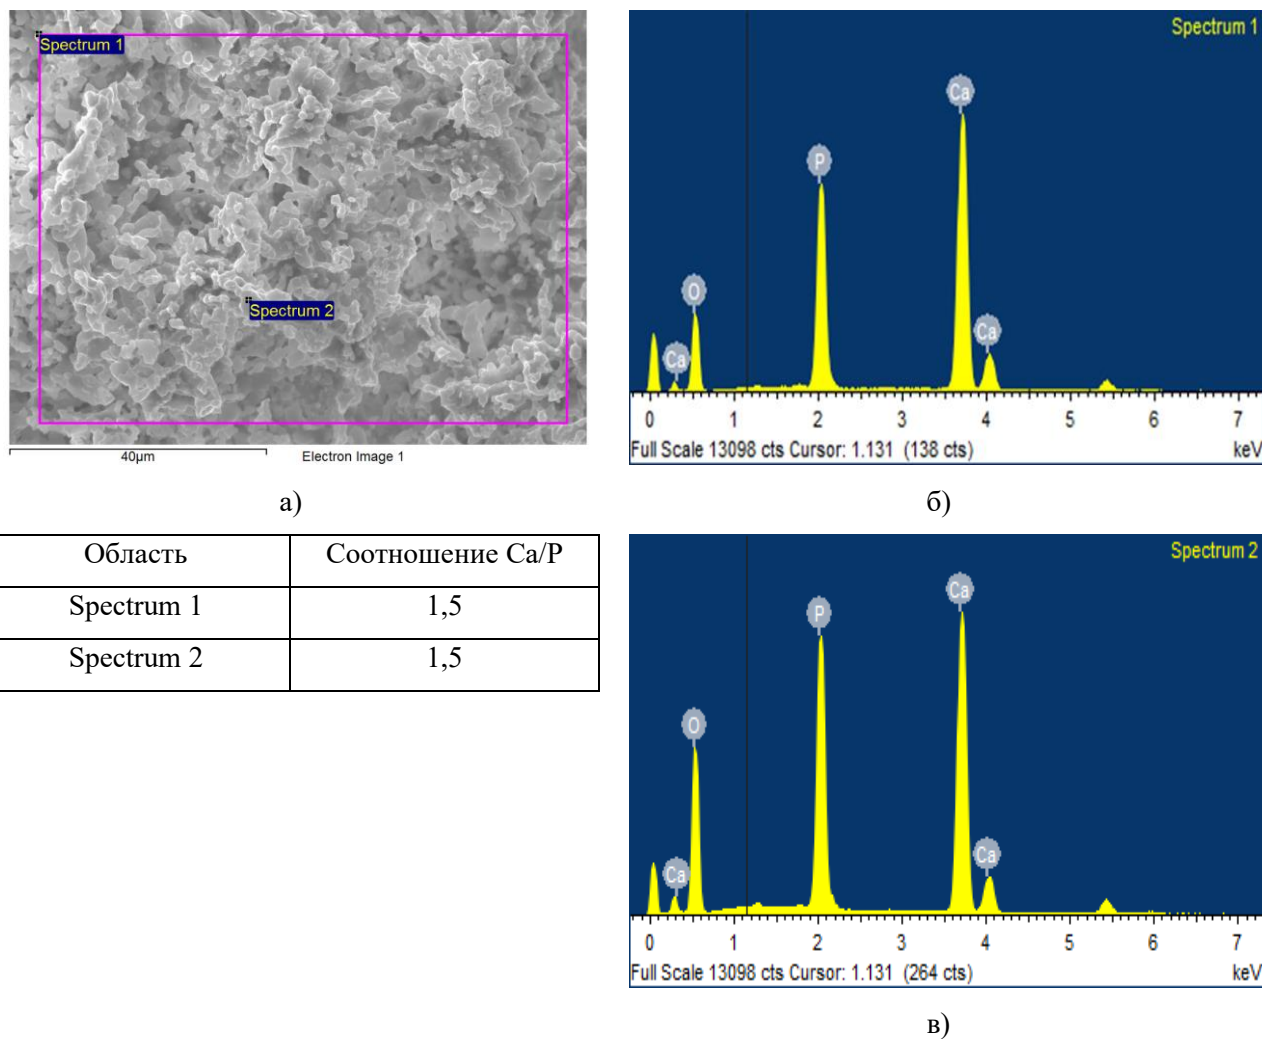 Spectrum 1
Spectrum 2
40µm
Electron Image 1
а)
Spectrum 1
Ca
P
O
Ca
Ca
0 1 2 3 4 5 6 7
Full Scale 13098 cts Cursor: 1.131 (138 cts) keV
б)
Область Соотношение Ca/P
Spectrum 1 1,5
Spectrum 2 1,5
Spectrum 2
Ca
P
O
Ca
Ca
0 1 2 3 4 5 6 7
Full Scale 13098 cts Cursor: 1.131 (264 cts) keV
в)